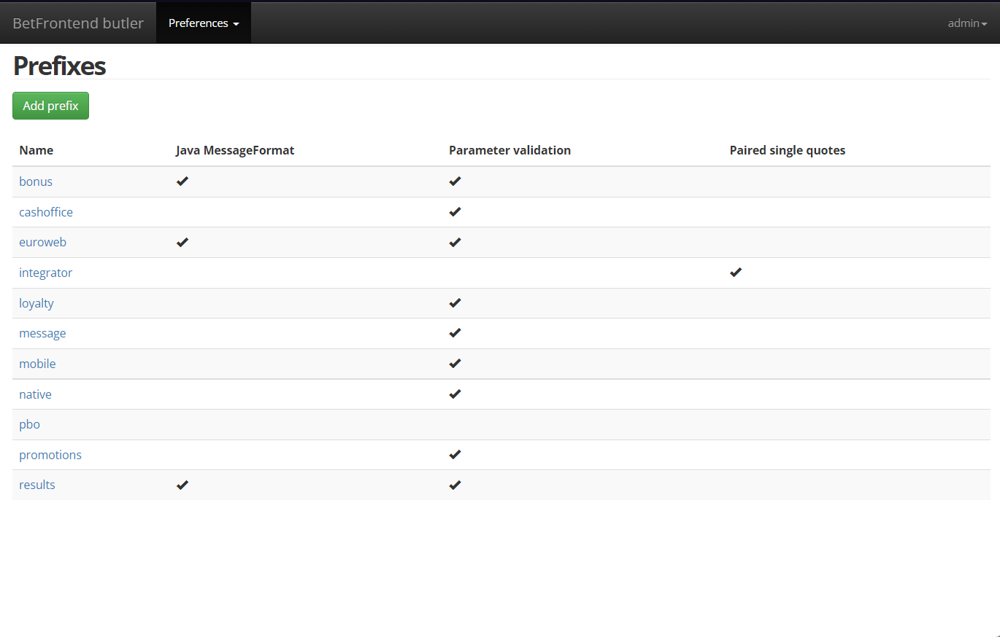 BetFrontend butler Preferences admin
Prefixes
Add prefix
Name Java MessageFormat Parameter validation Paired single quotes
bonus ✔ ✔
cashoffice ✔
euroweb ✔ ✔
integrator ✔
loyalty ✔
message ✔
mobile ✔
native ✔
pbo
promotions ✔
results ✔ ✔